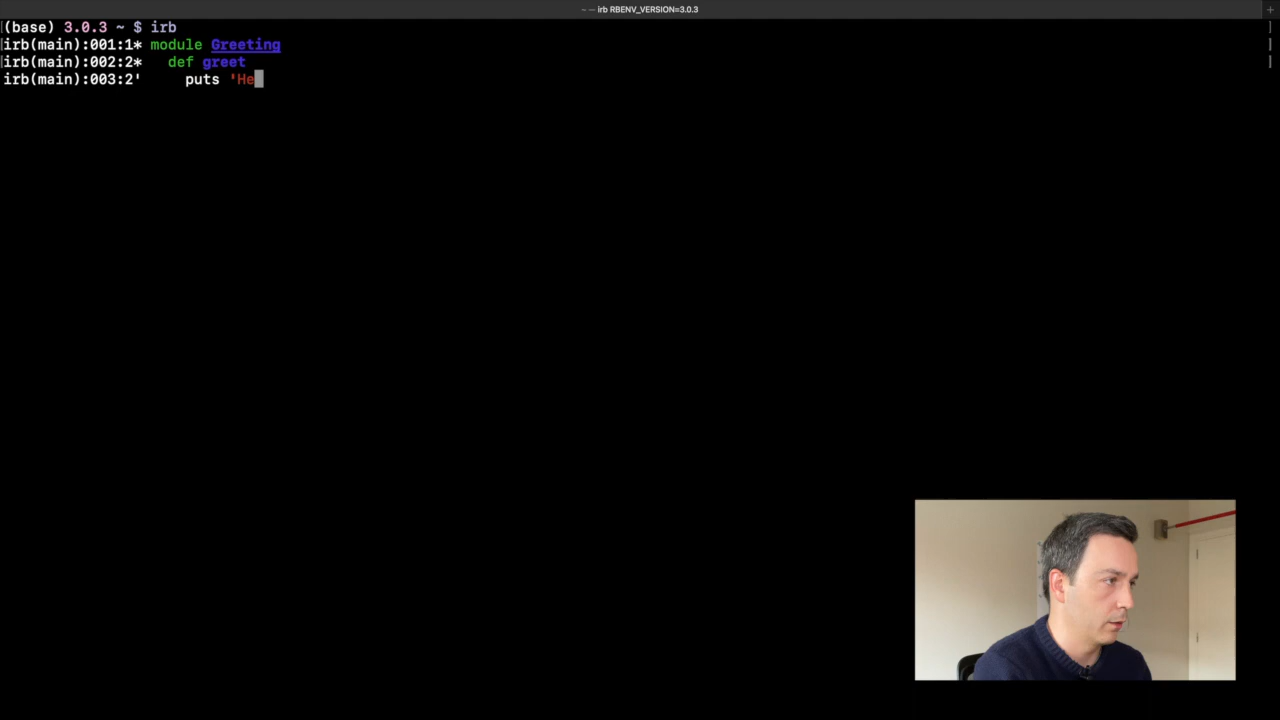 ~ — irb RBENV_VERSION=3.0.3
(base) 3.0.3 ~ $ irb
irb(main):001:1* module Greeting
irb(main):002:2*   def greet
irb(main):003:2'     puts 'He